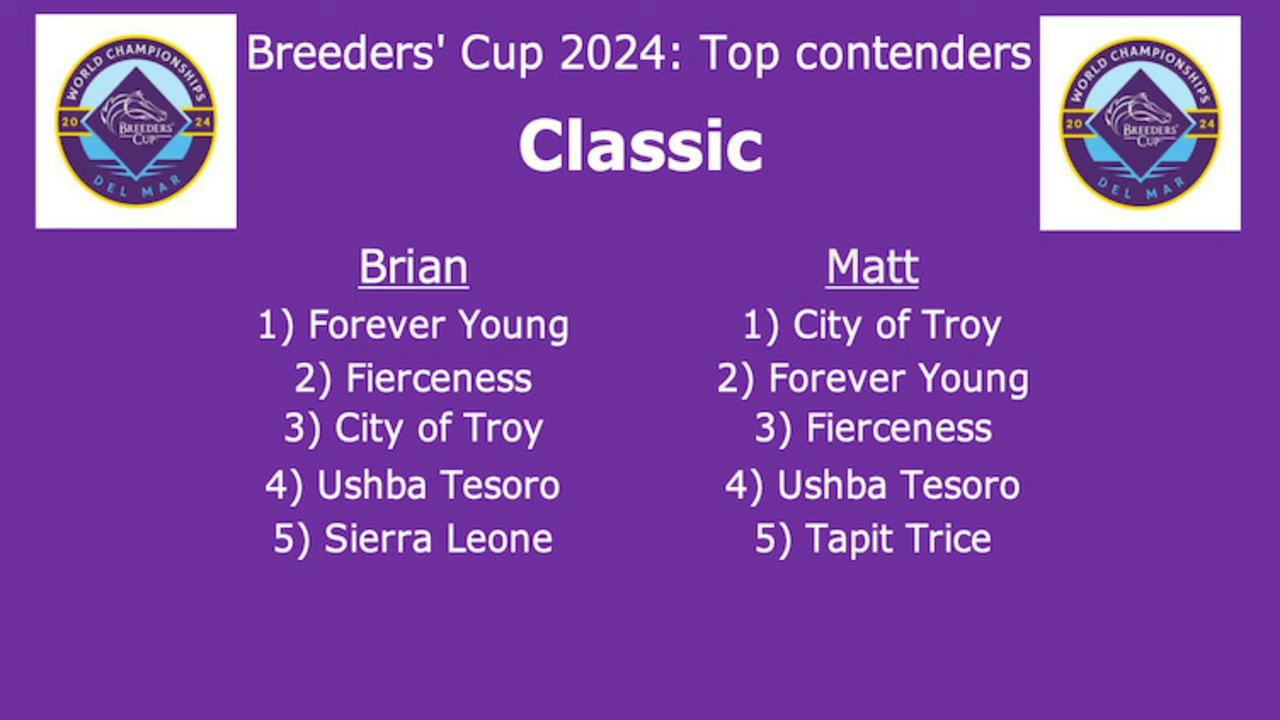 WORLD CHAMPIONSHIPS
20 24
BREEDERS'
CUP
DEL MAR
Breeders' Cup 2024: Top contenders
Classic
WORLD CHAMPIONSHIPS
20 24
BREEDERS'
CUP
DEL MAR
Brian
1) Forever Young
2) Fierceness
3) City of Troy
4) Ushba Tesoro
5) Sierra Leone
Matt
1) City of Troy
2) Forever Young
3) Fierceness
4) Ushba Tesoro
5) Tapit Trice